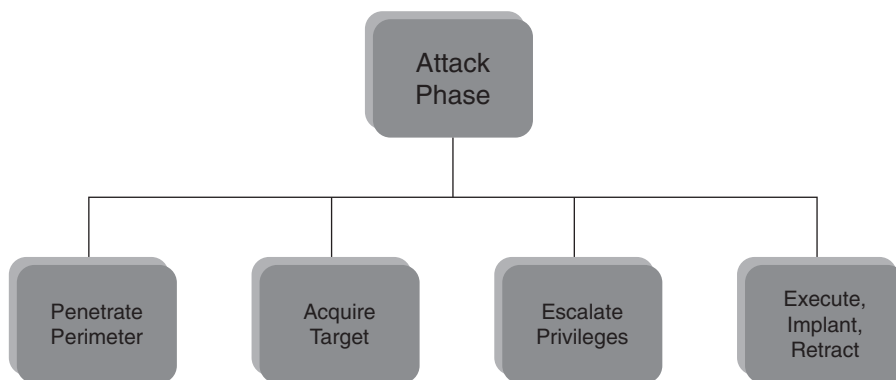 Attack
Phase
Penetrate
Perimeter
Acquire
Target
Escalate
Privileges
Execute,
Implant,
Retract